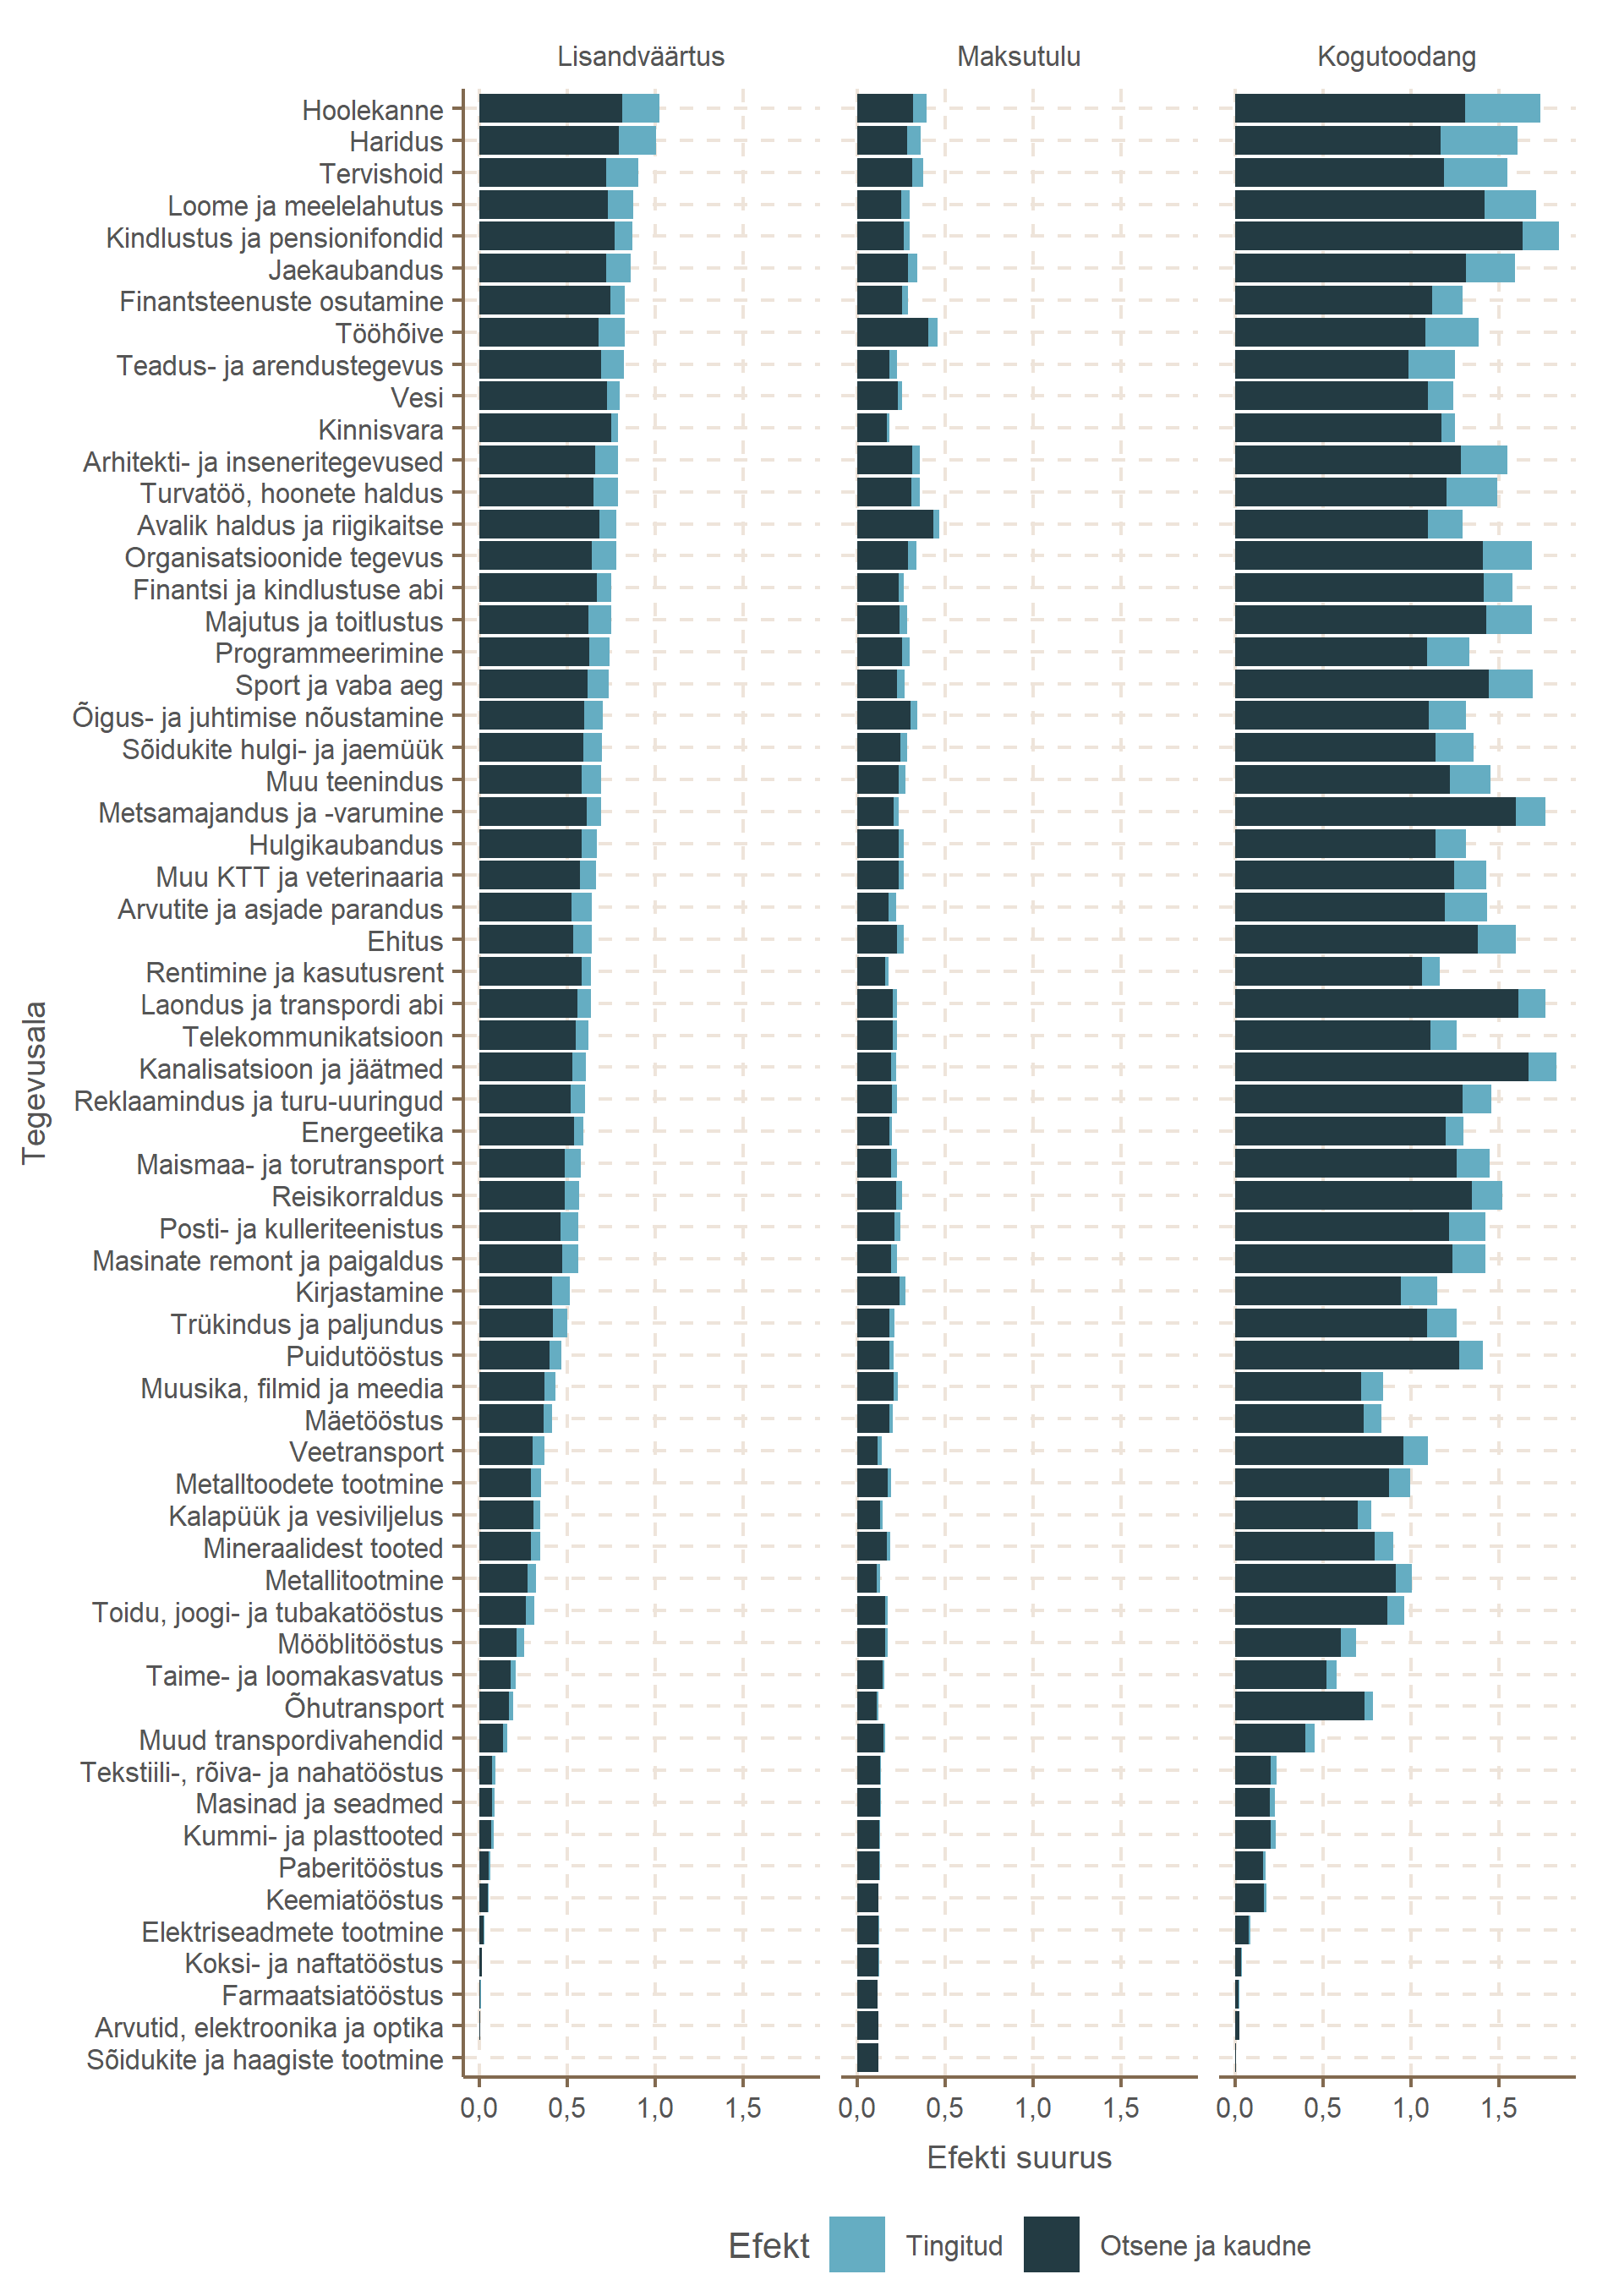 Lisandväärtus Maksutulu Kogutoodang
Hoolekanne
Haridus
Tervishoid
Loome ja meelelahutus
Kindlustus ja pensionifondid
Jaekaubandus
Finantsteenuste osutamine
Tööhõive
Teadus- ja arendustegevus
Vesi
Kinnisvara
Arhitekti- ja inseneritegevused
Turvatöö, hoonete haldus
Avalik haldus ja riigikaitse
Organisatsioonide tegevus
Finantsi ja kindlustuse abi
Majutus ja toitlustus
Programmeerimine
Sport ja vaba aeg
Õigus- ja juhtimise nõustamine
Sõidukite hulgi- ja jaemüük
Muu teenindus
Metsamajandus ja -varumine
Hulgikaubandus
Muu KTT ja veterinaaria
Arvutite ja asjade parandus
Ehitus
Rentimine ja kasutusrent
Laondus ja transpordi abi
Telekommunikatsioon
Kanalisatsioon ja jäätmed
Reklaamindus ja turu-uuringud
Energeetika
Maismaa- ja torutransport
Reisikorraldus
Posti- ja kulleriteenistus
Masinate remont ja paigaldus
Kirjastamine
Trükindus ja paljundus
Puidutööstus
Muusika, filmid ja meedia
Mäetööstus
Veetransport
Metalltoodete tootmine
Kalapüük ja vesiviljelus
Mineraalidest tooted
Metallitootmine
Toidu, joogi- ja tubakatööstus
Mööblitööstus
Taime- ja loomakasvatus
Õhutransport
Muud transpordivahendid
Tekstiili-, rõiva- ja nahatööstus
Masinad ja seadmed
Kummi- ja plasttooted
Paberitööstus
Keemiatööstus
Elektriseadmete tootmine
Koksi- ja naftatööstus
Farmaatsiatööstus
Arvutid, elektroonika ja optika
Sõidukite ja haagiste tootmine
Tegevusala
0,0 0,5 1,0 1,5 0,0 0,5 1,0 1,5 0,0 0,5 1,0 1,5
Efekti suurus
Efekt Tingitud Otsene ja kaudne